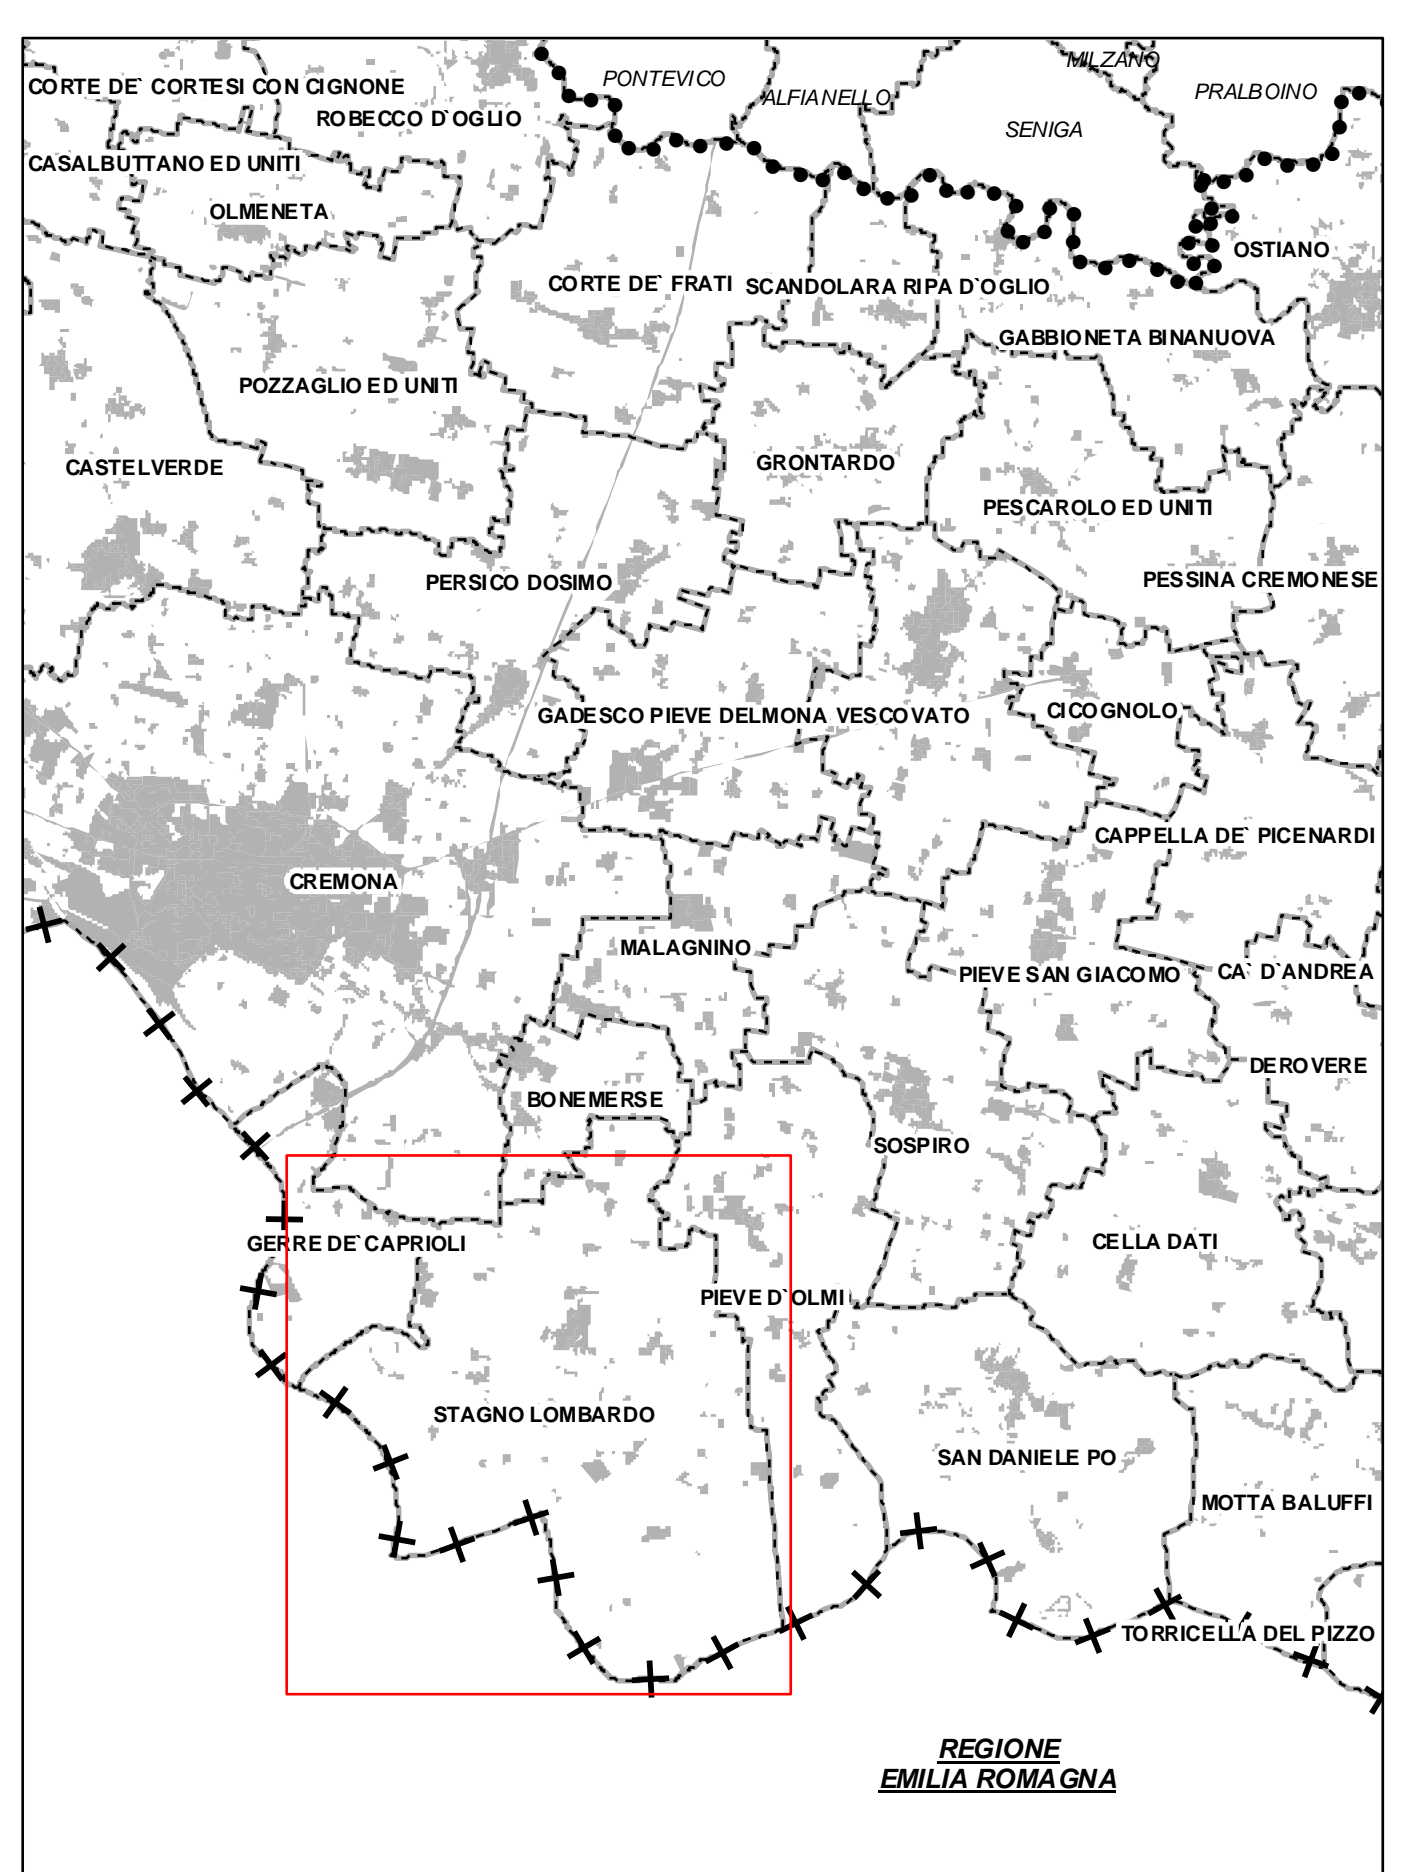 MILZANO
PONTEVICO
CORTE DE` CORTESI CON CIGNONE
PRALBOINO
ALFIANELLO
ROBECCO D`OGLIO
SENIGA
CASALBUTTANO ED UNITI
OLMENETA
OSTIANO
CORTE DE` FRATI
SCANDOLARA RIPA D`OGLIO
GABBIONETA BINANUOVA
POZZAGLIO ED UNITI
CASTELVERDE
GRONTARDO
PESCAROLO ED UNITI
PERSICO DOSIMO
PESSINA CREMONESE
GADESCO PIEVE DELMONA
VESCOVATO
CICOGNOLO
CAPPELLA DE` PICENARDI
CREMONA
MALAGNINO
PIEVE SAN GIACOMO
CA` D`ANDREA
DEROVERE
BONEMERSE
SOSPIRO
GERRE DE`CAPRIOLI
CELLA DATI
PIEVE D`OLMI
STAGNO LOMBARDO
SAN DANIELE PO
MOTTA BALUFFI
TORRICELLA DEL PIZZO
REGIONE
EMILIA ROMAGNA